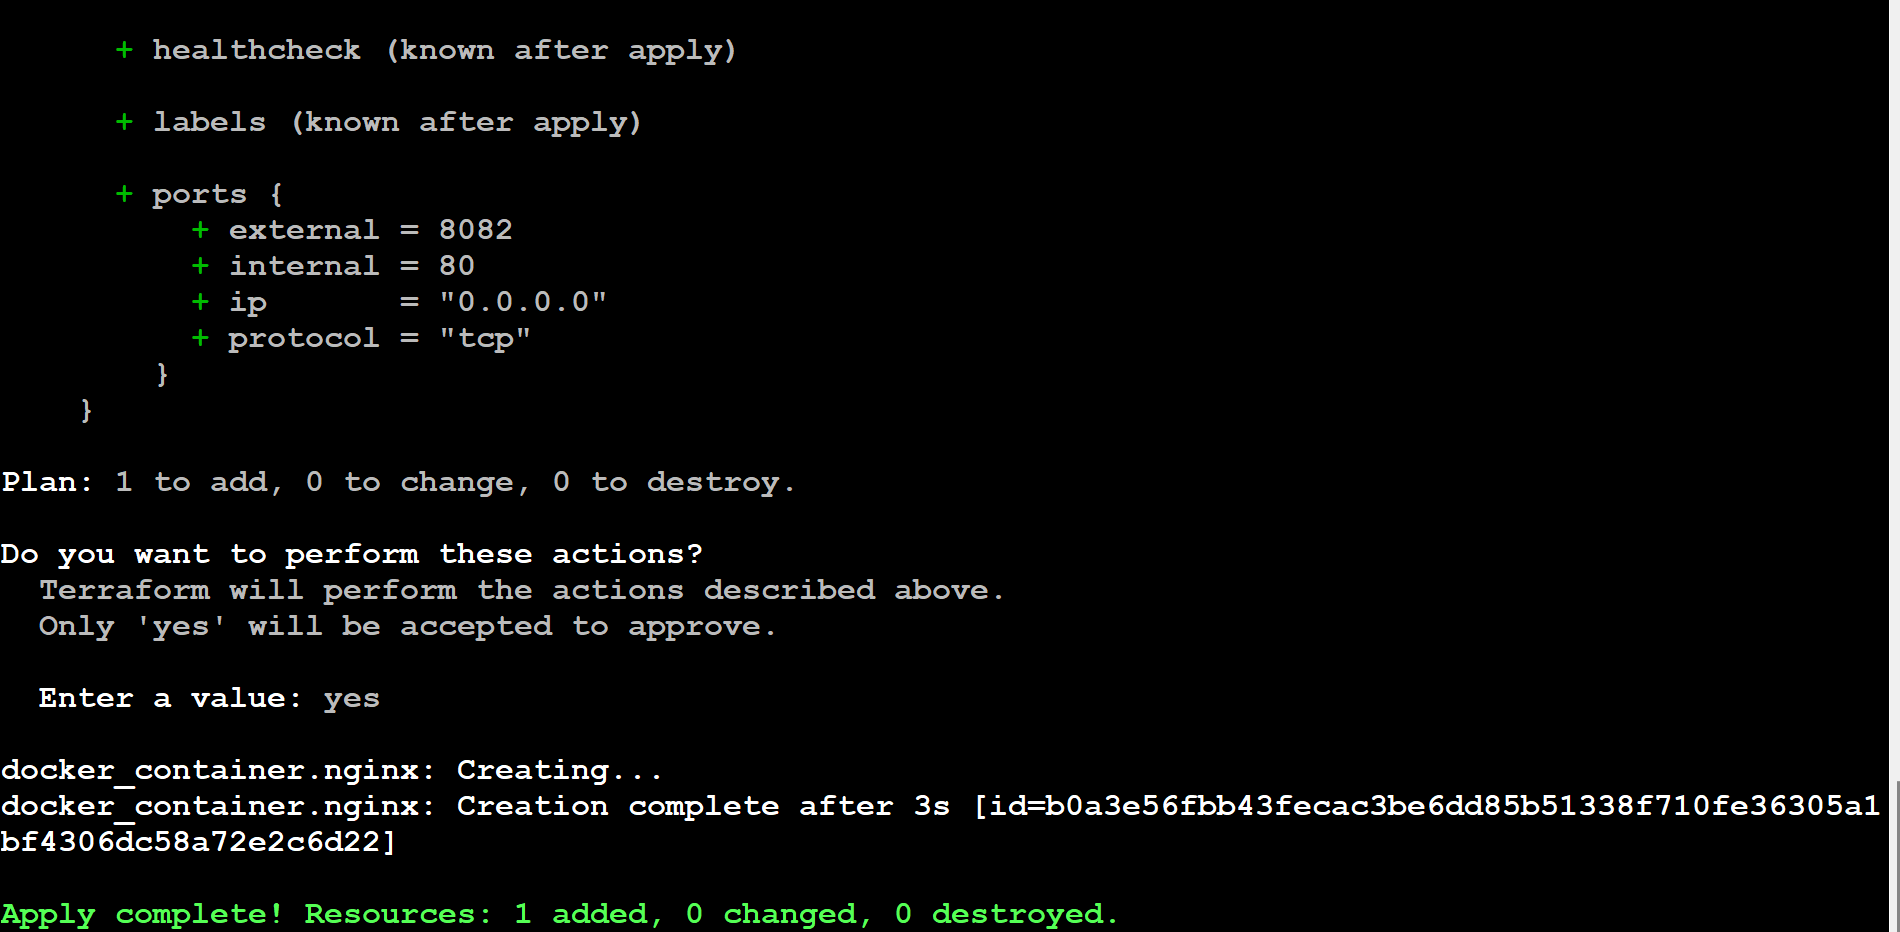 + healthcheck (known after apply)
+ labels (known after apply)
+ ports {
+ external = 8082
+ internal = 80
+ ip       = "0.0.0.0"
+ protocol = "tcp"
}
}
Plan: 1 to add, 0 to change, 0 to destroy.
Do you want to perform these actions?
Terraform will perform the actions described above.
Only 'yes' will be accepted to approve.
Enter a value: yes
docker_container.nginx: Creating...
docker_container.nginx: Creation complete after 3s [id=b0a3e56fbb43fecac3be6dd85b51338f710fe36305a1
bf4306dc58a72e2c6d22]
Apply complete! Resources: 1 added, 0 changed, 0 destroyed.